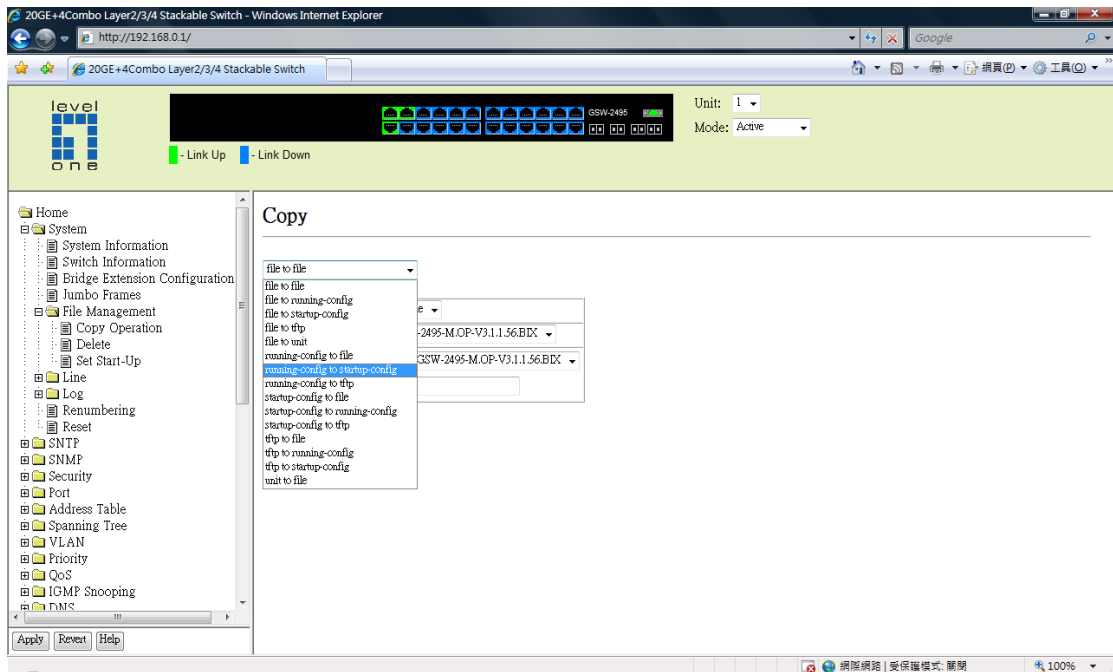 20GE+4Combo Layer2/3/4 Stackable Switch - Windows Internet Explorer
http://192.168.0.1/
Google
20GE+4Combo Layer2/3/4 Stacka
ble Switch
網頁(P)
工具(O)
level
one
GSW-2495
- Link Up
- Link Down
Unit: 1
Mode: Active
Home
System
System Information
Switch Information
Bridge Extension Configuration
Jumbo Frames
File Management
Copy Operation
Delete
Set Start-Up
Line
Log
Renumbering
Reset
SNTP
SNMP
Security
Port
Address Table
Spanning Tree
VLAN
Priority
QoS
IGMP Snooping
DNS
Apply
Revert
Help
Copy
file to file
file to file
file to running-config
file to startup-config
file to tftp
file to unit
running-config to file
running-config to startup-config
running-config to tftp
startup-config to file
startup-config to running-config
startup-config to tftp
tftp to file
tftp to running-config
tftp to startup-config
unit to file
e
-2495-M.OP-V3.1.1.56.BIX
GSW-2495-M.OP-V3.1.1.56.BIX
網際網路 | 受保護模式: 關閉
100%